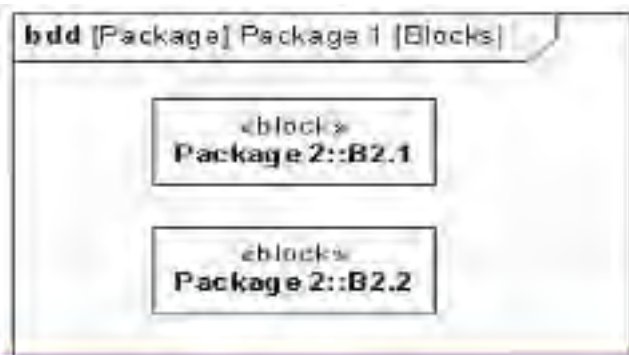 bdd [Package] Package 1 [Blocks]
«block»
Package 2::B2.1
«block»
Package 2::B2.2